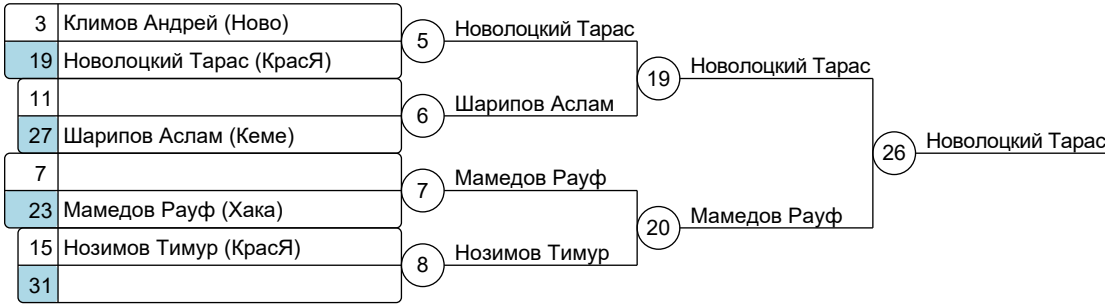 3 Климов Андрей (Ново)
19 Новолоцкий Тарас (КрасЯ)
5 Новолоцкий Тарас
11
27 Шарипов Аслам (Кеме)
6 Шарипов Аслам
19 Новолоцкий Тарас
7
23 Мамедов Рауф (Хака)
7 Мамедов Рауф
15 Нозимов Тимур (КрасЯ)
31
8 Нозимов Тимур
20 Мамедов Рауф
26 Новолоцкий Тарас